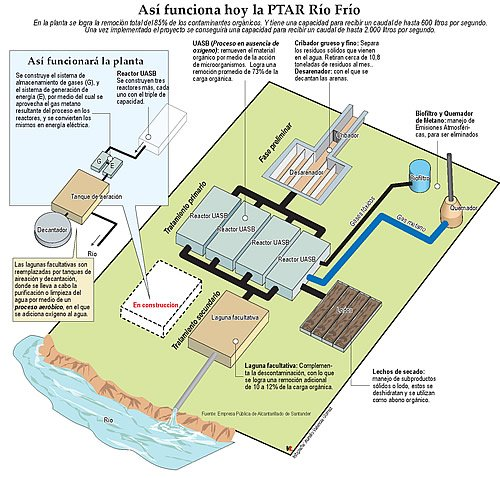 Así funciona hoy la PTAR Río Frío
En la planta se logra la remoción total del 85% de los contaminantes orgánicos. Y tiene una capacidad para recibir un caudal de hasta 600 litros por segundo.
Una vez implementado el proyecto se conseguirá una capacidad para recibir un caudal de hasta 2.000 litros por segundo.
Así funcionará la planta
Se construye el sistema de
almacenamiento de gases (G), y
el sistema de generación de
energía (E), por medio del cual se
aprovecha el gas metano
resultante del proceso en los
reactores, y se convierten los
mismos en energía eléctrica.
Reactor UASB
Se construyen tres
reactores más, cada
uno con el triple de
capacidad.
G
E
Tanque de aireación
Decantador
Río
Las lagunas facultativas son
reemplazadas por tanques de
aireación y decantación,
donde se lleva a cabo la
purificación o limpieza del
agua por medio de un
proceso aeróbico, en el que
se adiciona oxígeno al agua.
UASB (Proceso en ausencia de
oxígeno): remueven el material
orgánico por medio de la acción
de microorganismos. Logra una
remoción promedio de 73% de la
carga orgánica.
Cribador grueso y fino: Separa
los residuos sólidos que vienen
en el agua. Retiran cerca de 10,8
toneladas de residuos al mes.
Desarenador: con el cual se
decantan las arenas.
Biofiltro y Quemador
de Metano: manejo de
Emisiones Atmosféri-
cas, para ser eliminados
Fase preliminar
Cribador
Desarenador
Biofiltro
Quemador
Tratamiento primario
Reactor UASB
Reactor UASB
Reactor UASB
Reactor UASB
Gases blancos
Gas metano
En construcción
Tratamiento secundario
Laguna facultativa
Lodos
Laguna facultativa: Complemen-
ta la descontaminación, con lo que
se logra una remoción adicional
de 10 a 12% de la carga orgánica.
Lechos de secado:
manejo de subproductos
sólidos o lodo, estos se
deshidratan y se utilizan
como abono orgánico.
Río
Fuente: Empresa Pública de Alcantarillado de Santander